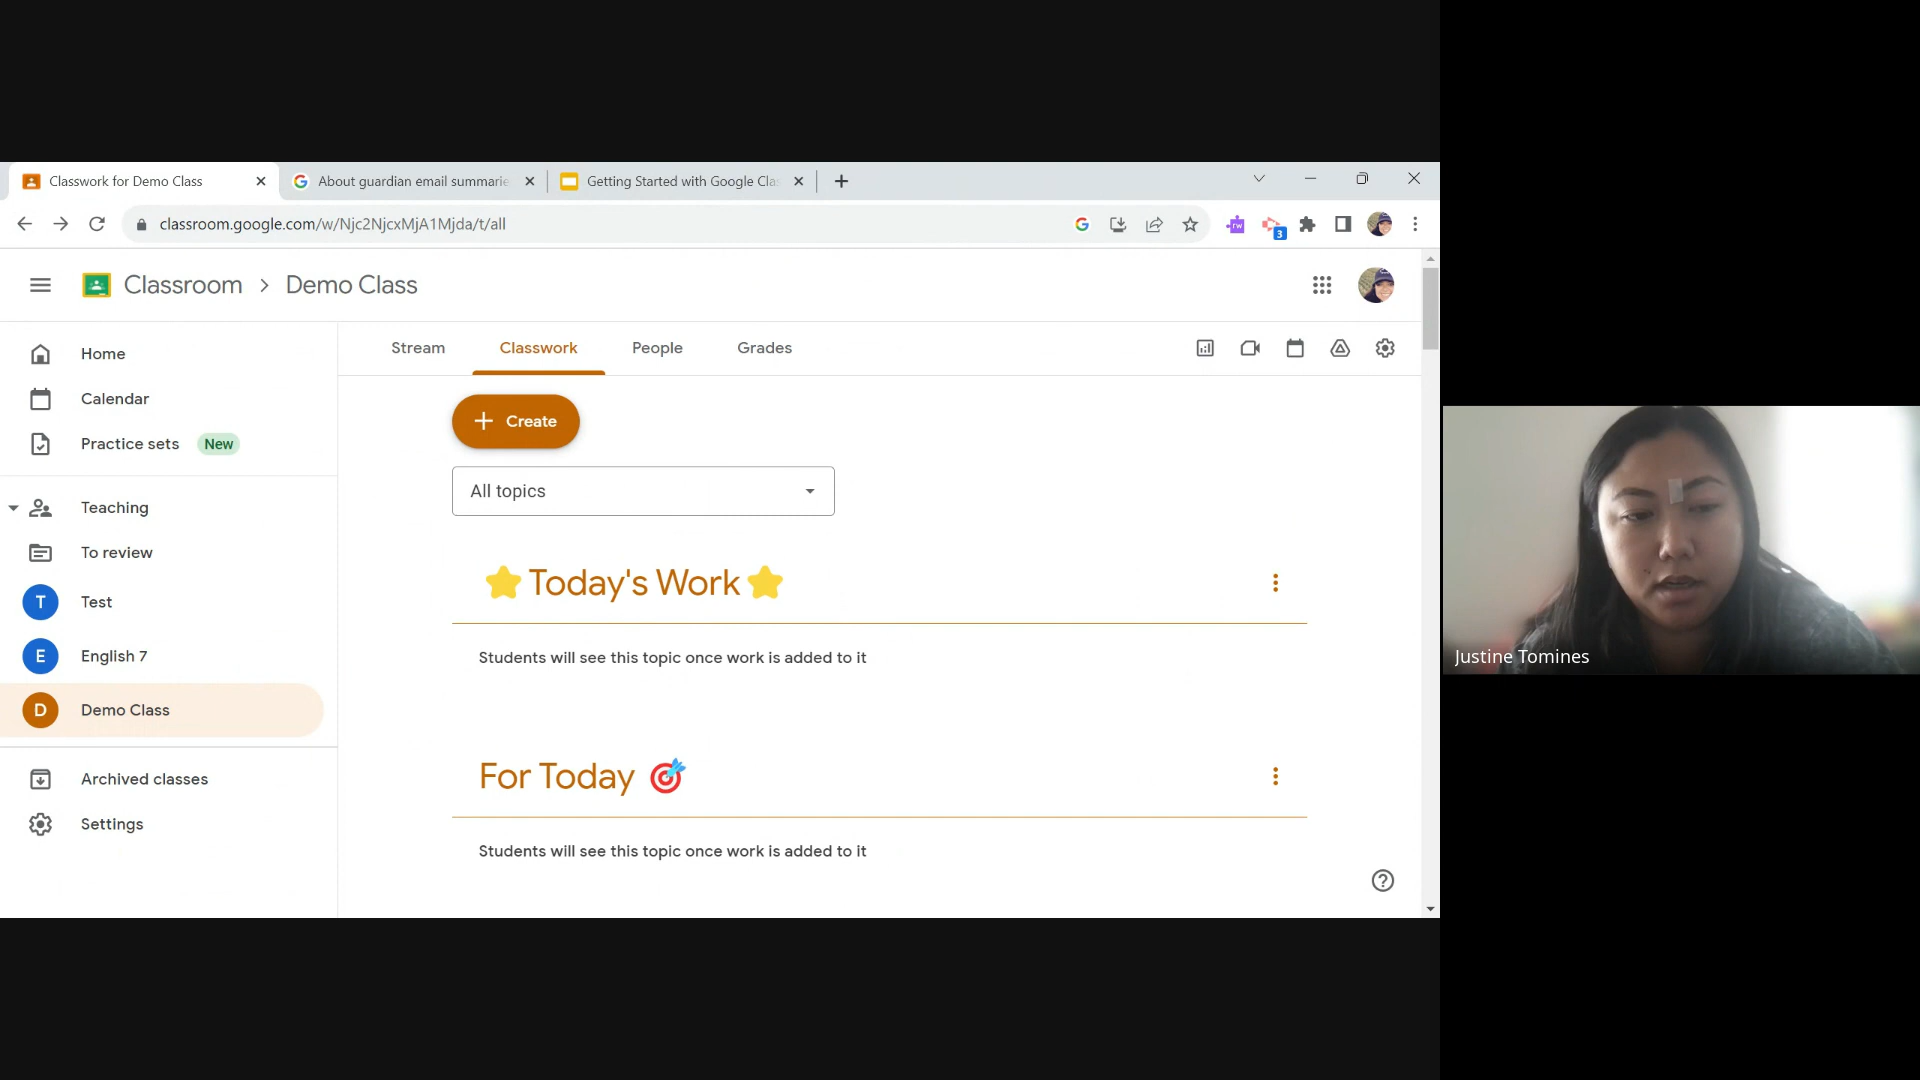 Classwork for Demo Class
About guardian email summarie
Getting Started with Google Cla
classroom.google.com/w/Njc2NjcxMjA1Mjda/t/all
rw
3
Classroom > Demo Class
Home
Calendar
Practice sets New
Teaching
To review
T Test
E English 7
D Demo Class
Archived classes
Settings
Stream Classwork People Grades
+ Create
All topics
⭐ Today's Work ⭐
Students will see this topic once work is added to it
For Today 🎯
Students will see this topic once work is added to it
Justine Tomines